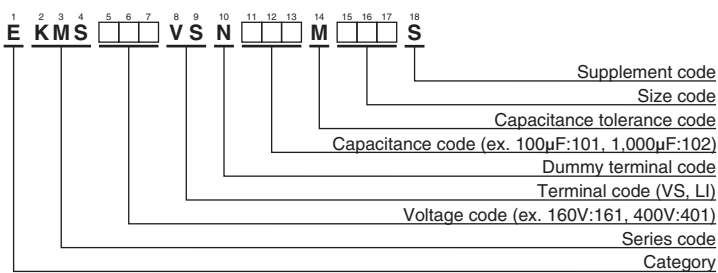 1 2 3 4 5 6 7 8 9 10 11 12 13 14 15 16 17 18
E KMS VS N M S
Supplement code
Size code
Capacitance tolerance code
Capacitance code (ex. 100µF:101, 1,000µF:102)
Dummy terminal code
Terminal code (VS, LI)
Voltage code (ex. 160V:161, 400V:401)
Series code
Category